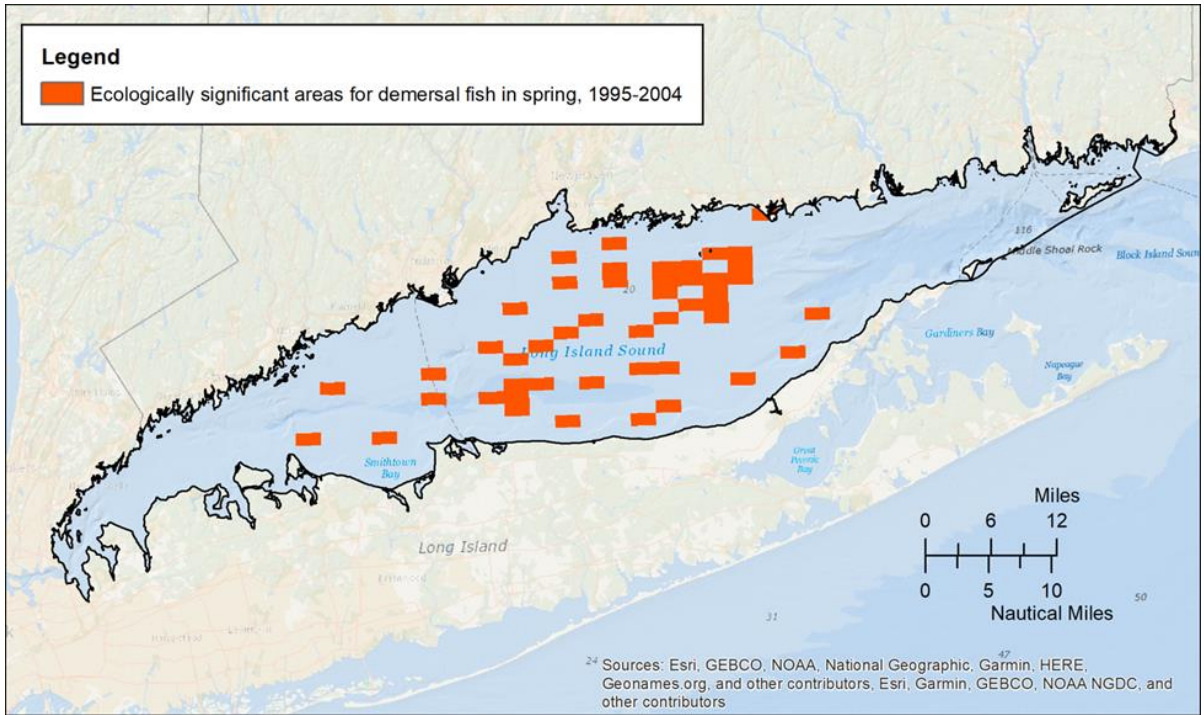 Legend
Ecologically significant areas for demersal fish in spring, 1995-2004
116
Middle Shoal Rock
Block Island Soun
20
Gardiners Bay
Long Island Sound
Napeague
Bay
Great
Peconic
Bay
Smithtown
Bay
Long Island
Miles
0 6 12
0 5 10
Nautical Miles
50
31
24
47
Sources: Esri, GEBCO, NOAA, National Geographic, Garmin, HERE,
Geonames.org, and other contributors, Esri, Garmin, GEBCO, NOAA NGDC, and
other contributors